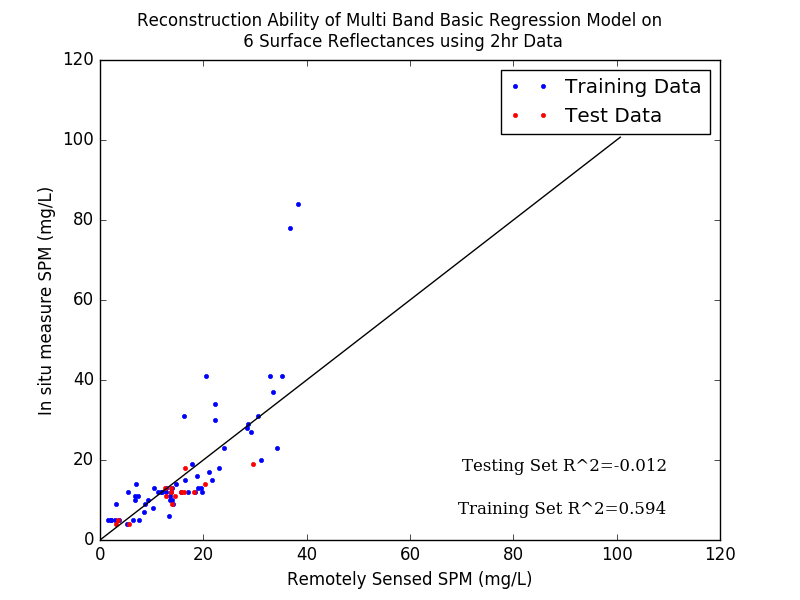 Reconstruction Ability of Multi Band Basic Regression Model on
6 Surface Reflectances using 2hr Data
120
100
80
60
40
20
0
In situ measure SPM (mg/L)
Training Data
Test Data
Testing Set R^2=-0.012
Training Set R^2=0.594
0 20 40 60 80 100 120
Remotely Sensed SPM (mg/L)